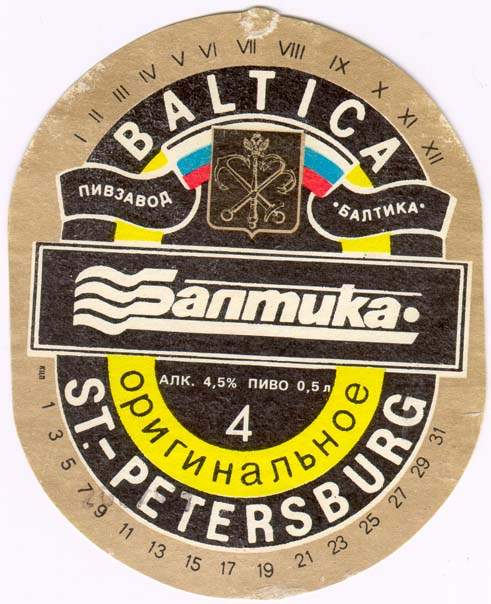 I II III IV V VI VII VIII IX X XI XII
BALTICA
ПИВЗАВОД
•БАЛТИКА•
Балтика•
АЛК. 4,5% ПИВО 0,5 л
4
оригинальное
ST.-PETERSBURG
1 3 5 7 9 11 13 15 17 19 21 23 25 27 29 31